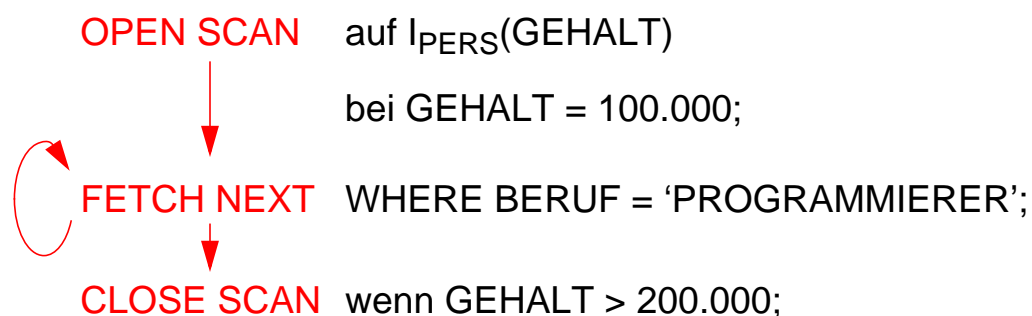 OPEN SCAN auf IPERS(GEHALT)
bei GEHALT = 100.000;
FETCH NEXT WHERE BERUF = ‘PROGRAMMIERER’;
CLOSE SCAN wenn GEHALT > 200.000;